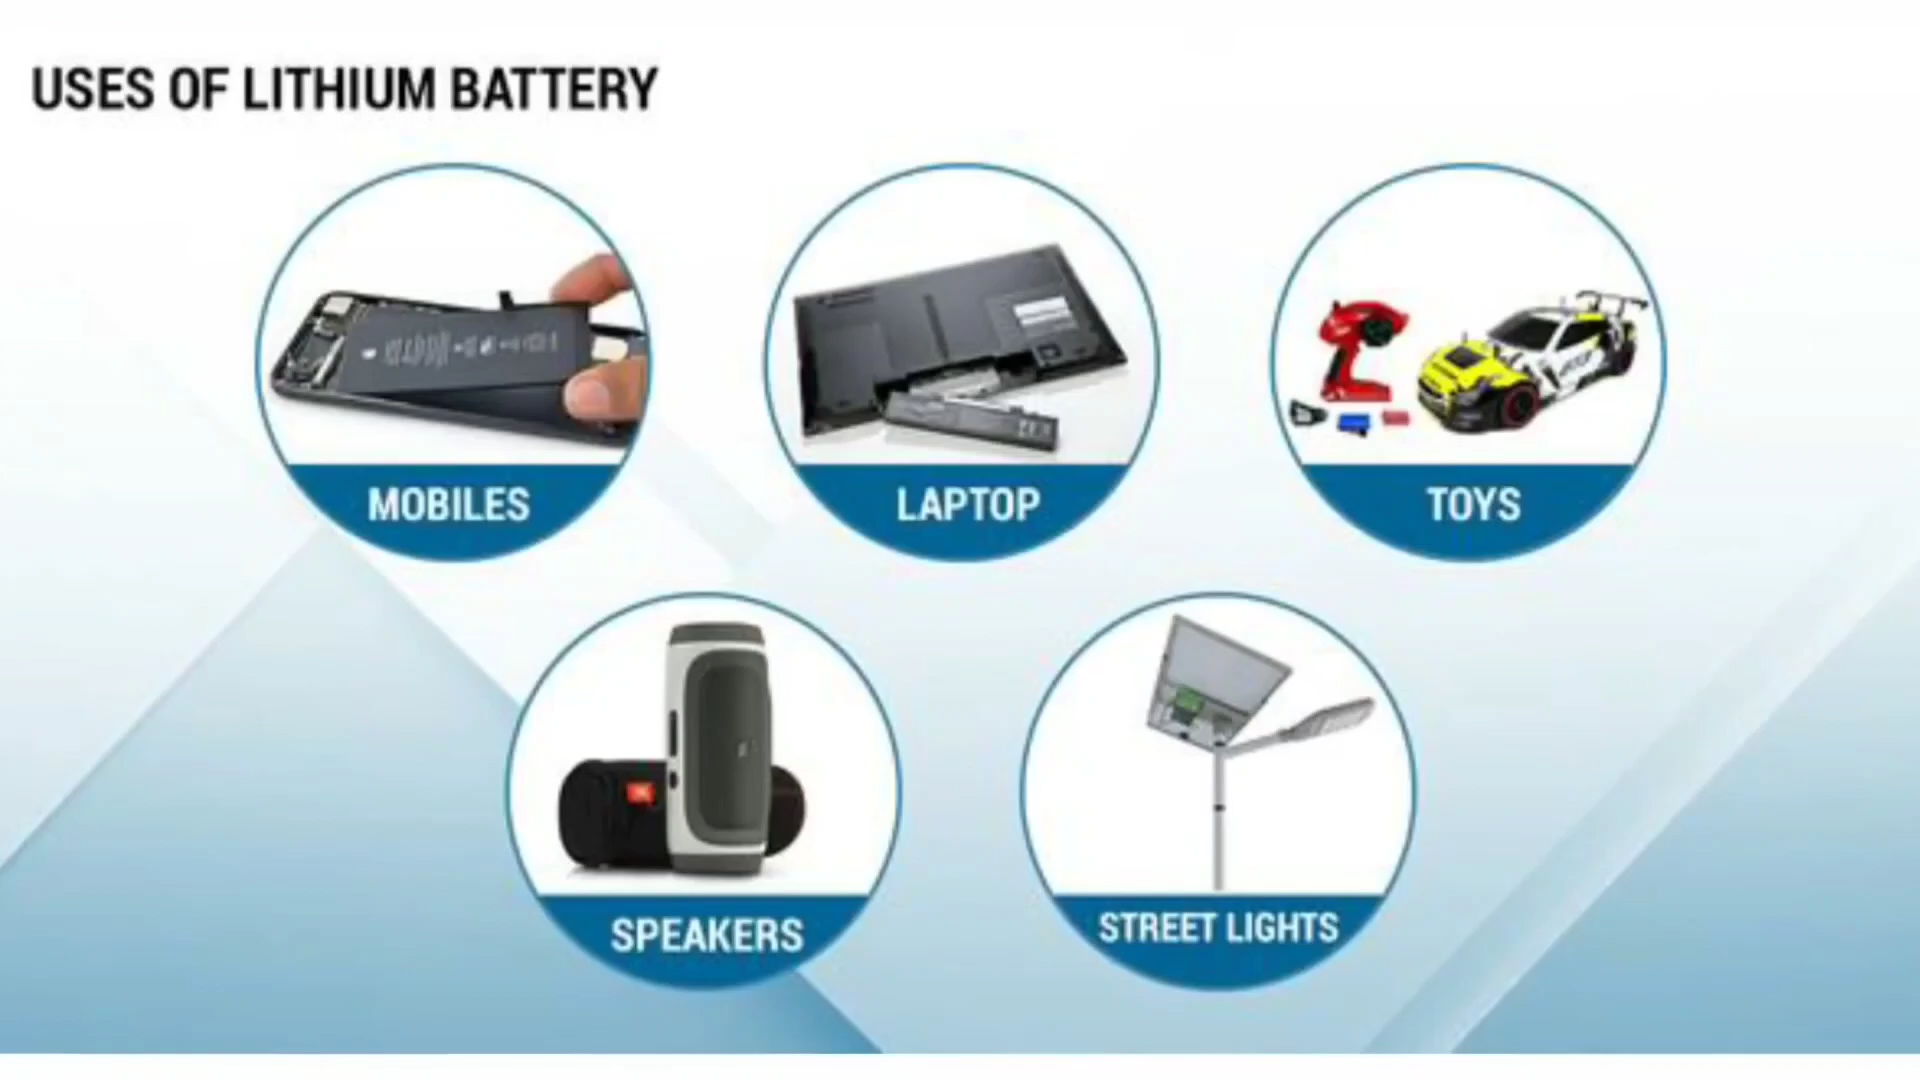 USES OF LITHIUM BATTERY
MOBILES
LAPTOP
TOYS
SPEAKERS
STREET LIGHTS